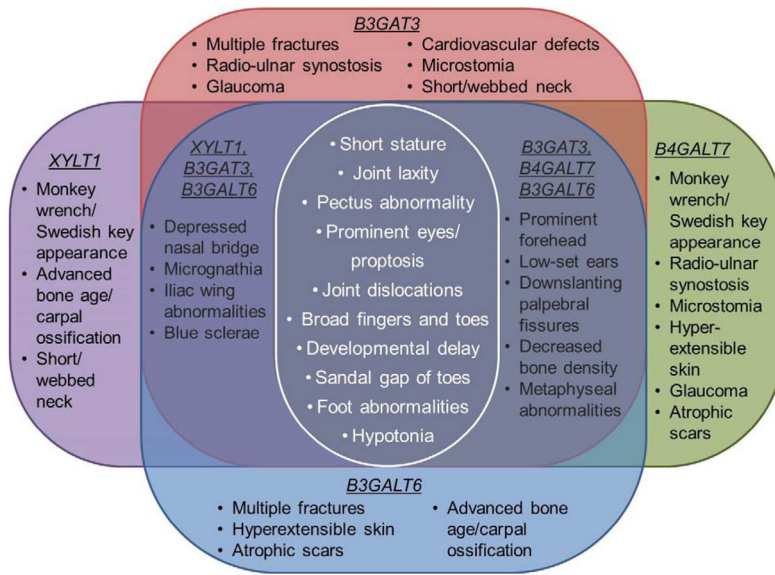 B3GAT3
• Multiple fractures
• Radio-ulnar synostosis
• Glaucoma
• Cardiovascular defects
• Microstomia
• Short/webbed neck
XYLT1
• Monkey
wrench/
Swedish key
appearance
• Advanced
bone age/
carpal
ossification
• Short/
webbed
neck
XYLT1,
B3GAT3,
B3GALT6
• Depressed
nasal bridge
• Micrognathia
• Iliac wing
abnormalities
• Blue sclerae
• Short stature
• Joint laxity
• Pectus abnormality
• Prominent eyes/
proptosis
• Joint dislocations
• Broad fingers and toes
• Developmental delay
• Sandal gap of toes
• Foot abnormalities
• Hypotonia
B3GAT3,
B4GALT7
B3GALT6
• Prominent
forehead
• Low-set ears
• Downslanting
palpebral
fissures
• Decreased
bone density
• Metaphyseal
abnormalities
B4GALT7
• Monkey
wrench/
Swedish key
appearance
• Radio-ulnar
synostosis
• Microstomia
• Hyper-
extensible
skin
• Glaucoma
• Atrophic
scars
B3GALT6
• Multiple fractures
• Hyperextensible skin
• Atrophic scars
• Advanced bone
age/carpal
ossification